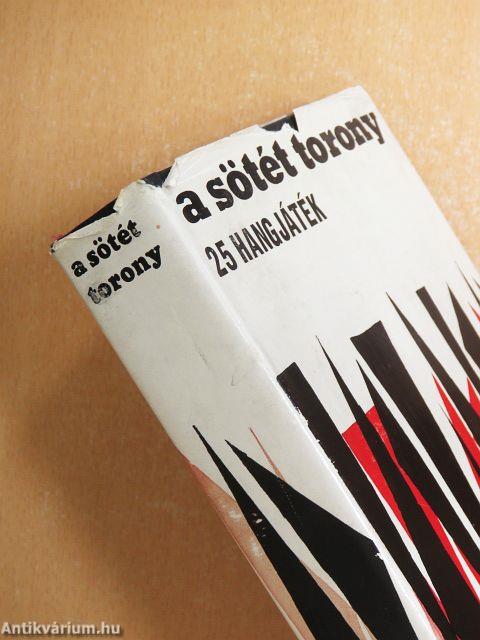 a sötét torony
25 HANGJÁTÉK
a sötét
torony
Antikvárium.hu